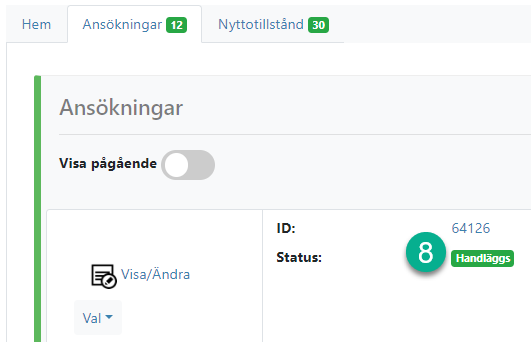 Hem Ansökningar 12 Nyttotillstånd 30
Ansökningar
Visa pågående
ID: 64126
Status: 8 Handläggs
Visa/Ändra
Val